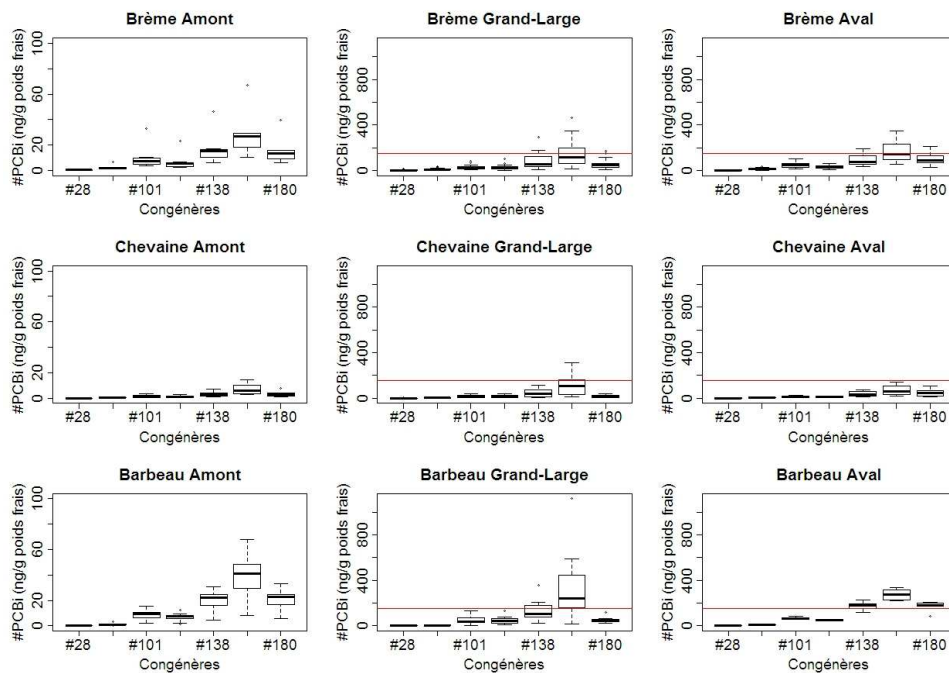 Brème Amont
#PCBi (ng/g poids frais)
100
60
20
0
#28 #101 #138 #180
Congénères
Brème Grand-Large
#PCBi (ng/g poids frais)
800
400
0
#28 #101 #138 #180
Congénères
Brème Aval
#PCBi (ng/g poids frais)
800
400
0
#28 #101 #138 #180
Congénères
Chevaine Amont
#PCBi (ng/g poids frais)
100
60
20
0
#28 #101 #138 #180
Congénères
Chevaine Grand-Large
#PCBi (ng/g poids frais)
800
400
0
#28 #101 #138 #180
Congénères
Chevaine Aval
#PCBi (ng/g poids frais)
800
400
0
#28 #101 #138 #180
Congénères
Barbeau Amont
#PCBi (ng/g poids frais)
100
60
20
0
#28 #101 #138 #180
Congénères
Barbeau Grand-Large
#PCBi (ng/g poids frais)
800
400
0
#28 #101 #138 #180
Congénères
Barbeau Aval
#PCBi (ng/g poids frais)
800
400
0
#28 #101 #138 #180
Congénères